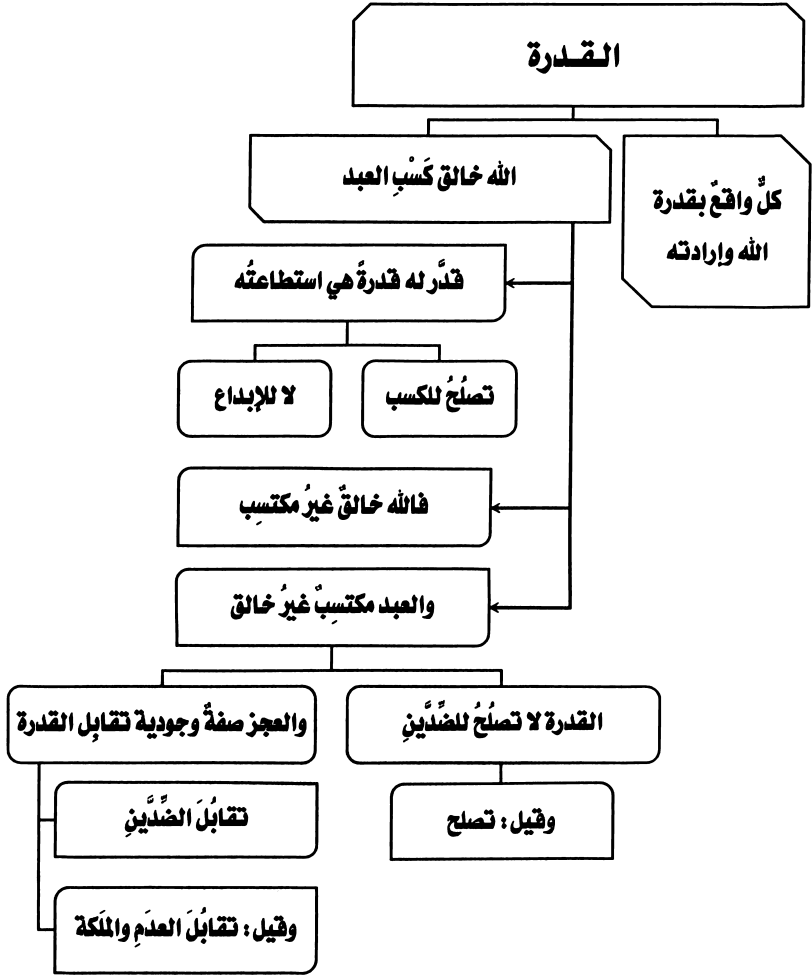 القدرة
كلٌّ واقعٌ بقدرة
الله وإرادته
الله خالق كَسْبِ العبد
قدَّر له قدرةً هي استطاعتُه
تصلُحُ للكسب
لا للإبداع
فالله خالقٌ غيرُ مكتسِب
والعبد مكتسِبٌ غيرُ خالق
القدرة لا تصلُحُ للضِّدَّينِ
وقيل: تصلح
والعجز صفةٌ وجودية تقابِل القدرة
تقابُلَ الضِّدَّينِ
وقيل: تقابُلَ العدَمِ والملَكة